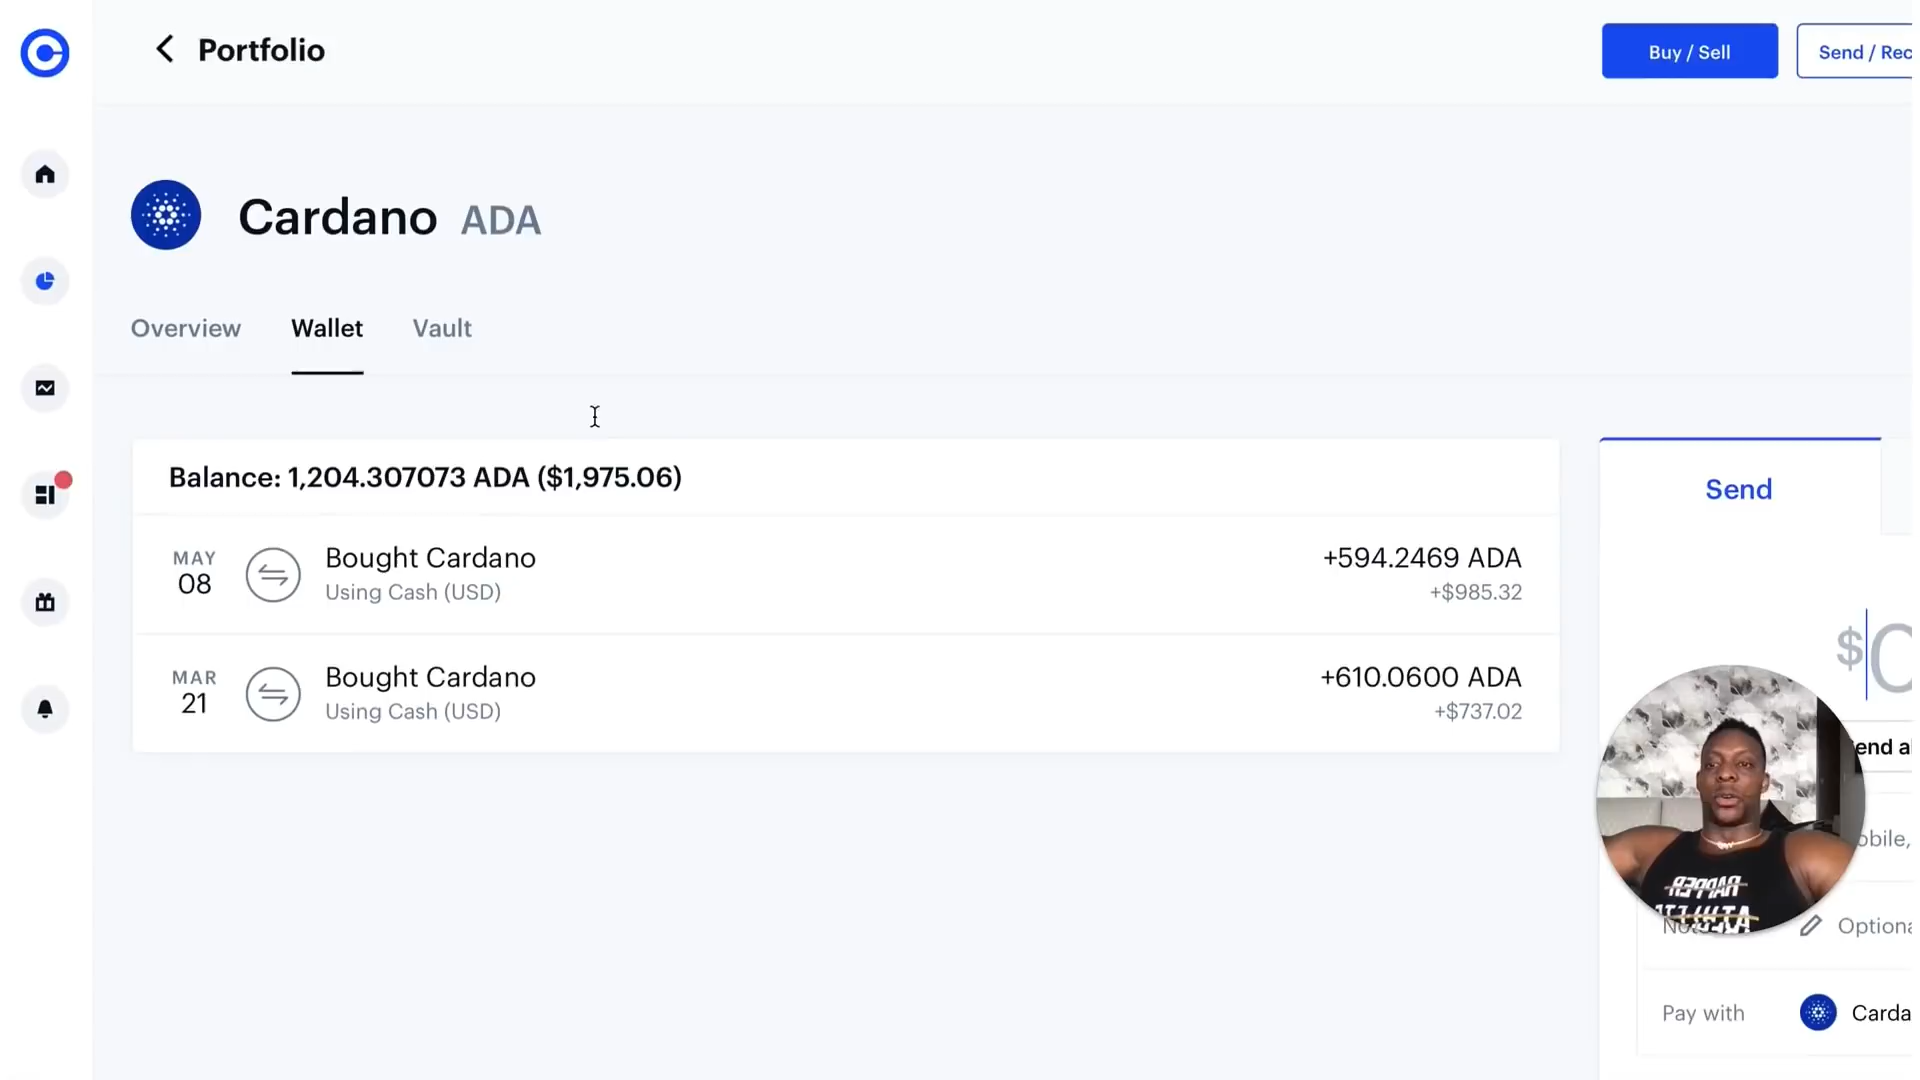 Portfolio
Buy / Sell
Send / Rec
Cardano ADA
Overview
Wallet
Vault
Balance: 1,204.307073 ADA ($1,975.06)
MAY
08
Bought Cardano
Using Cash (USD)
+594.2469 ADA
+$985.32
MAR
21
Bought Cardano
Using Cash (USD)
+610.0600 ADA
+$737.02
Send
$0
end a
obile,
Optiona
Pay with
Carda